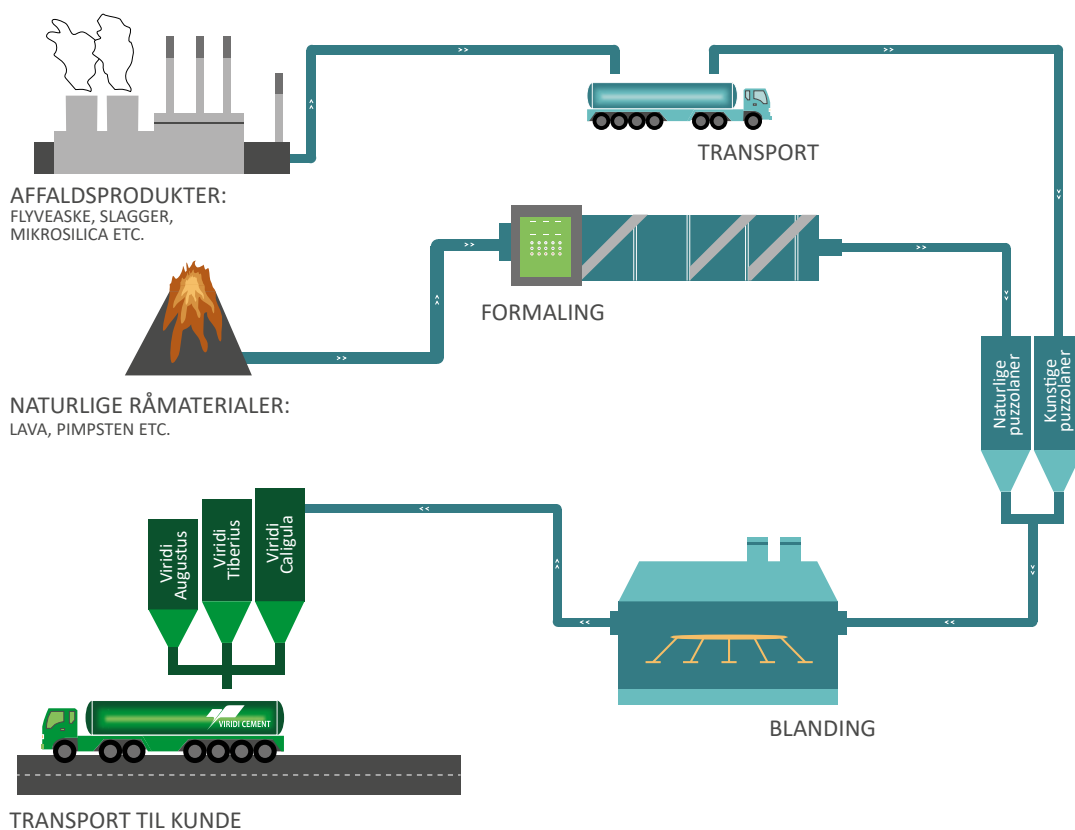 TRANSPORT
AFFALDSPRODUKTER:
FLYVEASKE, SLAGGER,
MIKROSILICA ETC.
FORMALING
NATURLIGE RÅMATERIALER:
LAVA, PIMPSTEN ETC.
Naturlige
puzzolaner
Kunstige
puzzolaner
Viridi
Augustus
Viridi
Tiberius
Viridi
Caligula
VIRIDI CEMENT
BLANDING
TRANSPORT TIL KUNDE